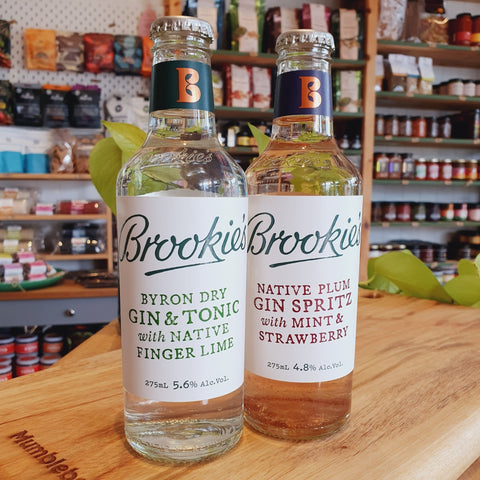 B
Brookie's
BYRON DRY
GIN & TONIC
with NATIVE
FINGER LIME
275mL 5.6% Alc.Vol.
B
Brookie's
NATIVE PLUM
GIN SPRITZ
with MINT &
STRAWBERRY
275mL 4.8% Alc.Vol.